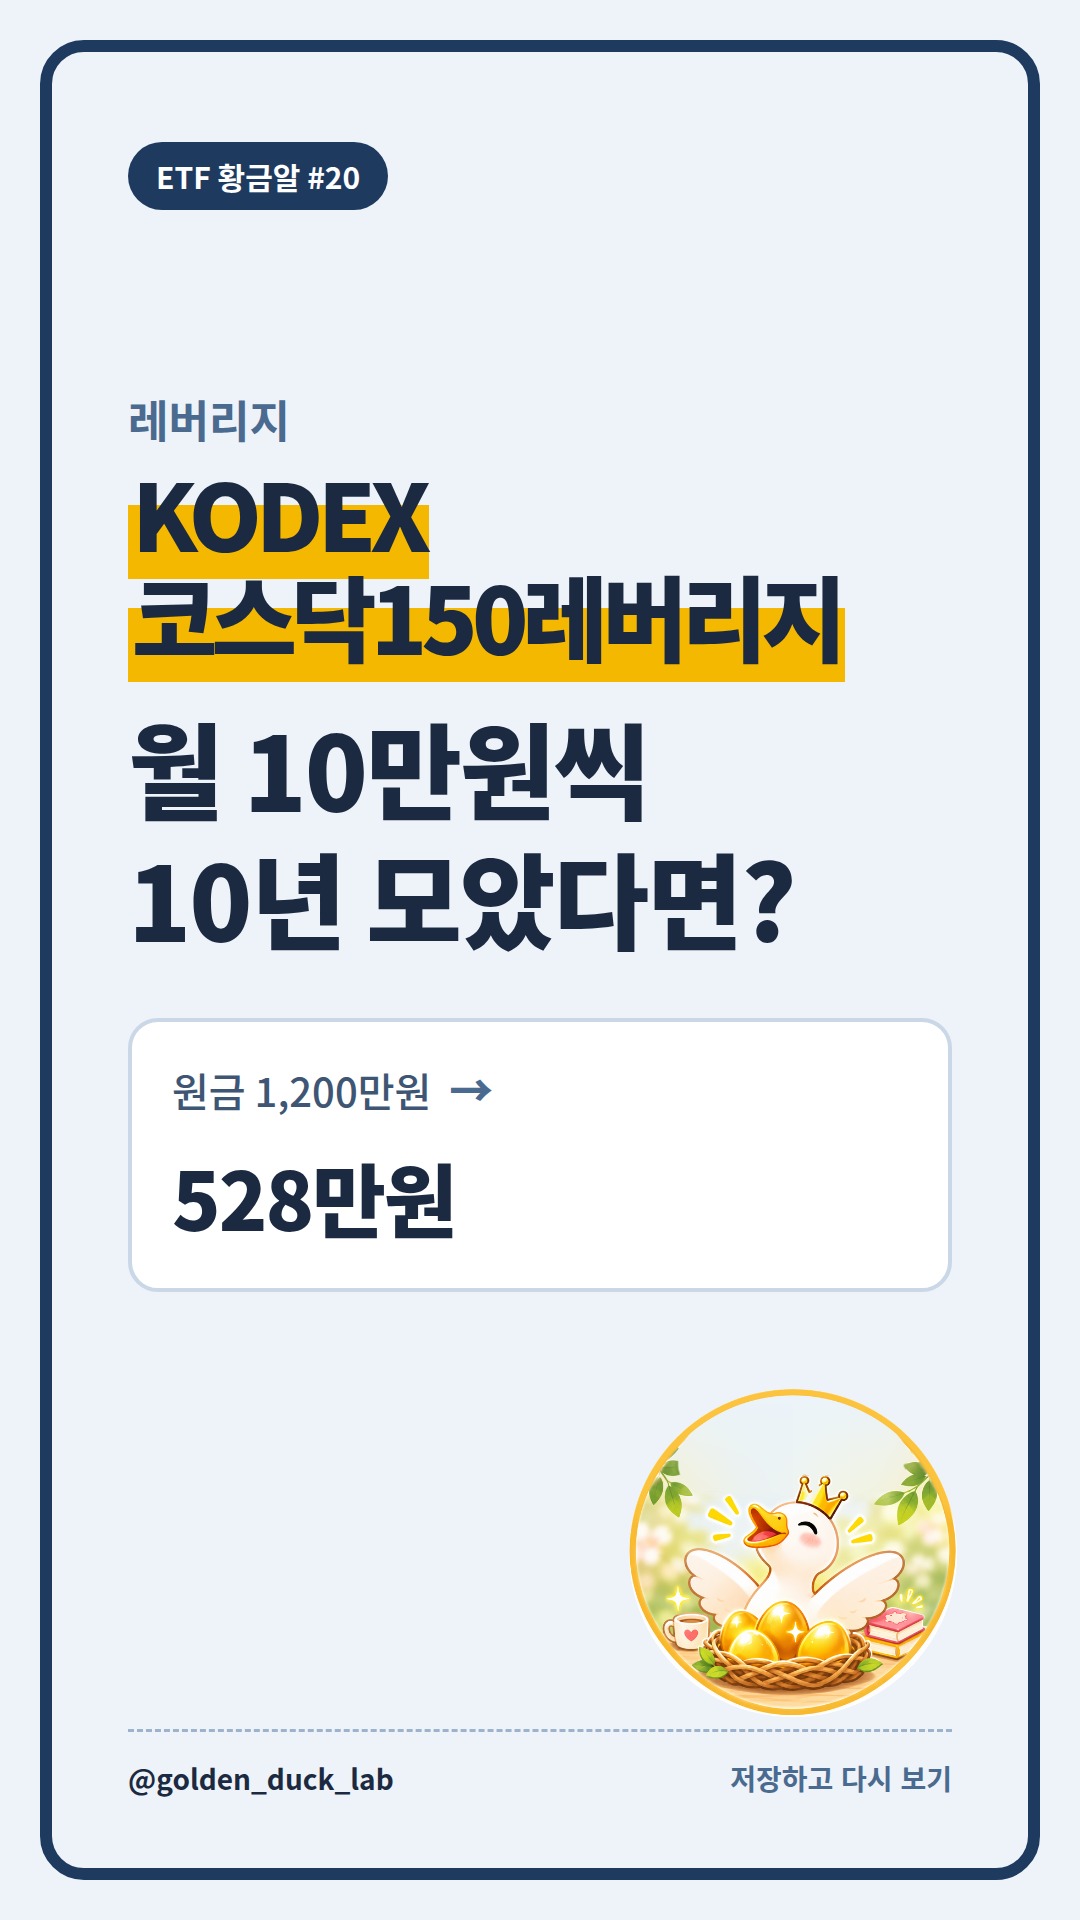 ETF 황금알 #20
레버리지
KODEX
코스닥150레버리지
월 10만원씩
10년 모았다면?
원금 1,200만원 →
528만원
@golden_duck_lab
저장하고 다시 보기